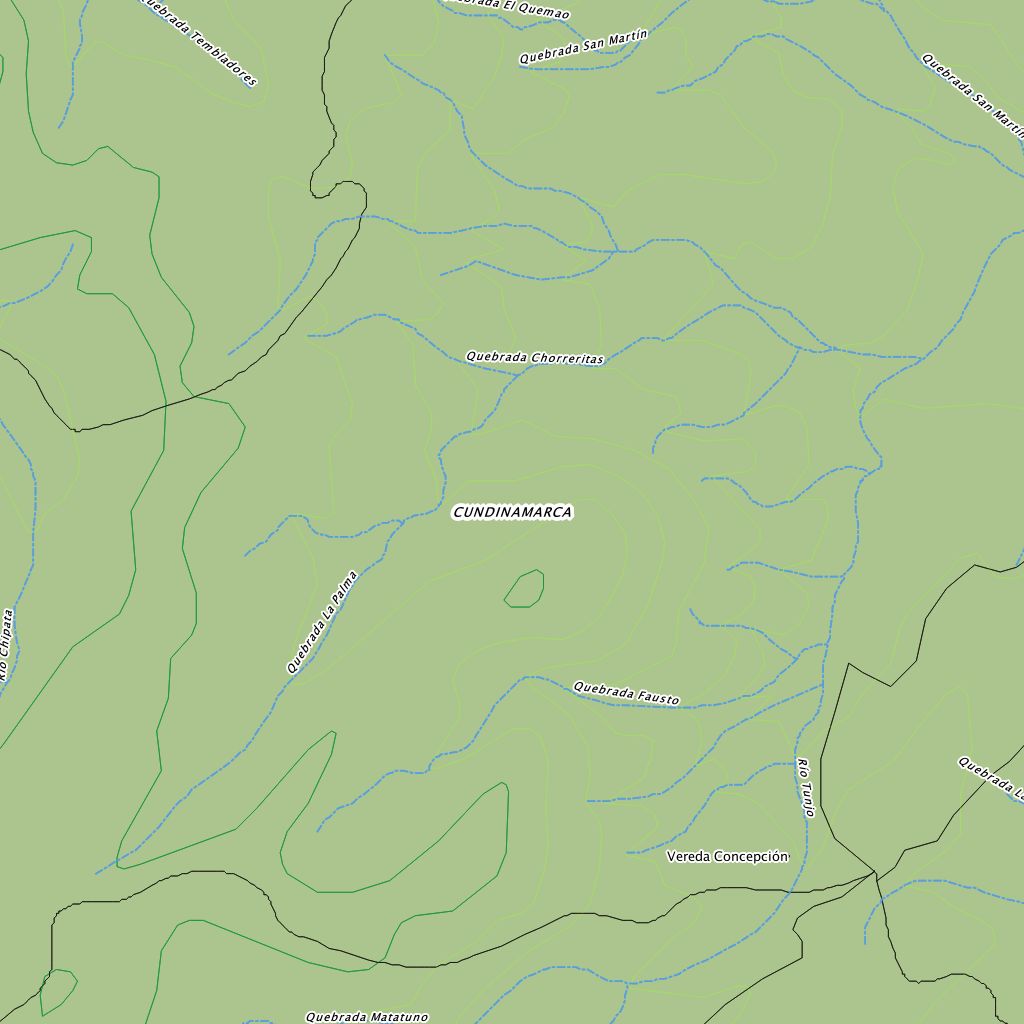 Quebrada El Quemao
Quebrada Tembladores
Quebrada San Martín
Quebrada San Martín
Quebrada Chorreritas
CUNDINAMARCA
Quebrada La Palma
Río Chipata
Quebrada Fausto
Río Tunjo
Quebrada
Vereda Concepción
Quebrada Matatuno